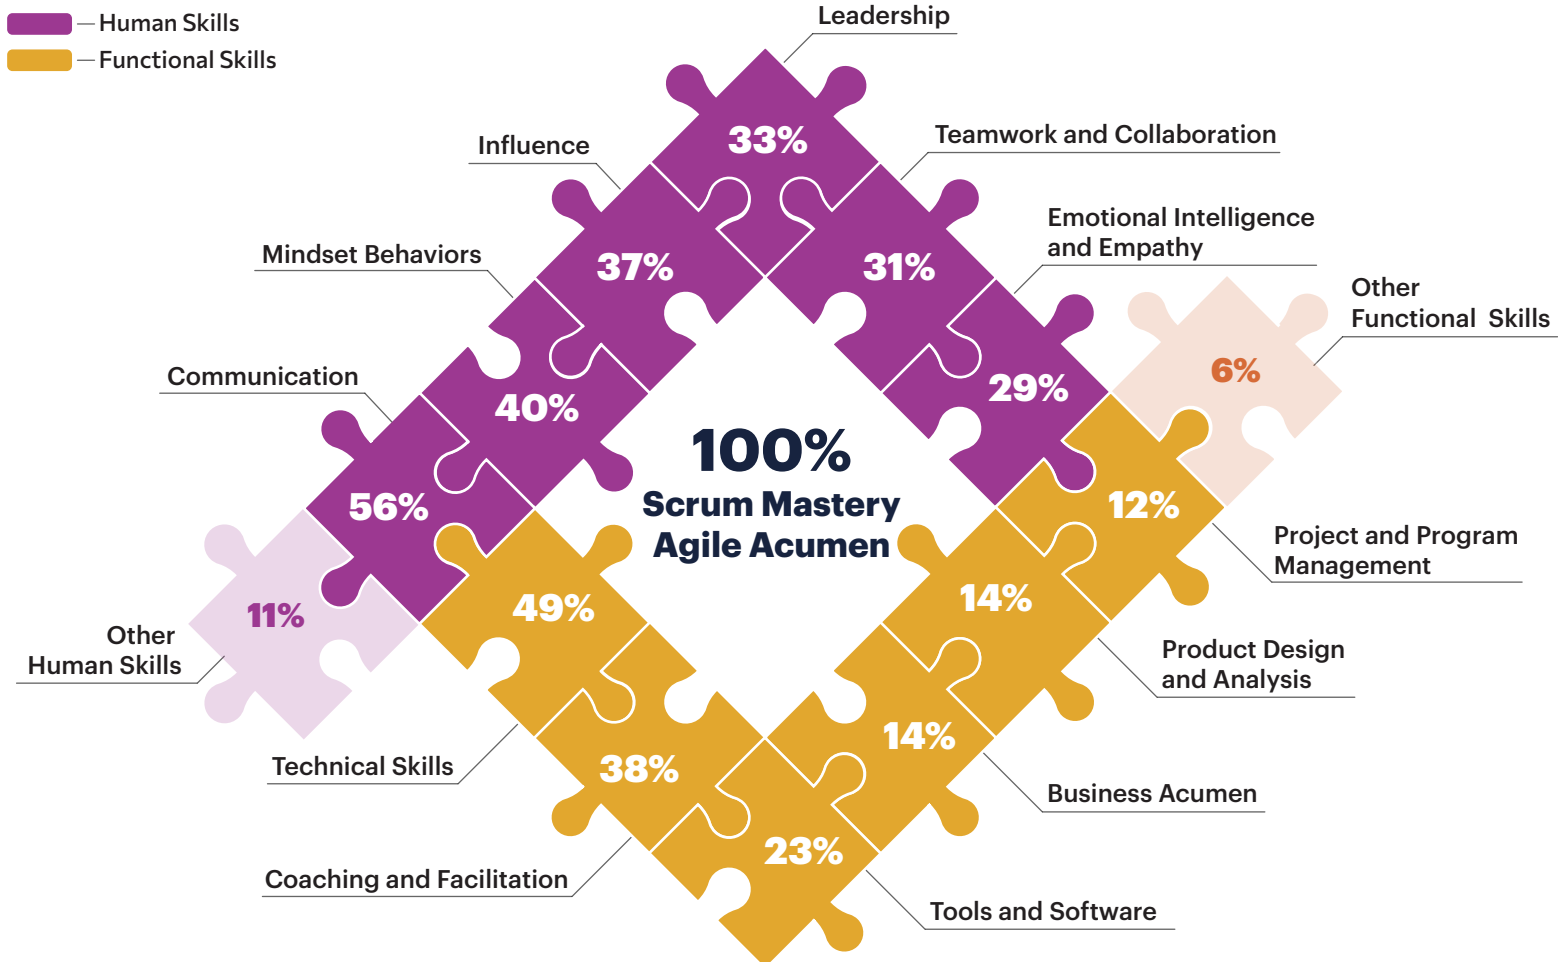 Human Skills
Functional Skills
Leadership
33%
Influence
37%
Teamwork and Collaboration
31%
Mindset Behaviors
40%
Emotional Intelligence
and Empathy
29%
Other
Functional Skills
6%
Communication
56%
100%
Scrum Mastery
Agile Acumen
12%
Project and Program
Management
11%
Other
Human Skills
49%
Technical Skills
14%
Product Design
and Analysis
38%
Coaching and Facilitation
14%
Business Acumen
23%
Tools and Software